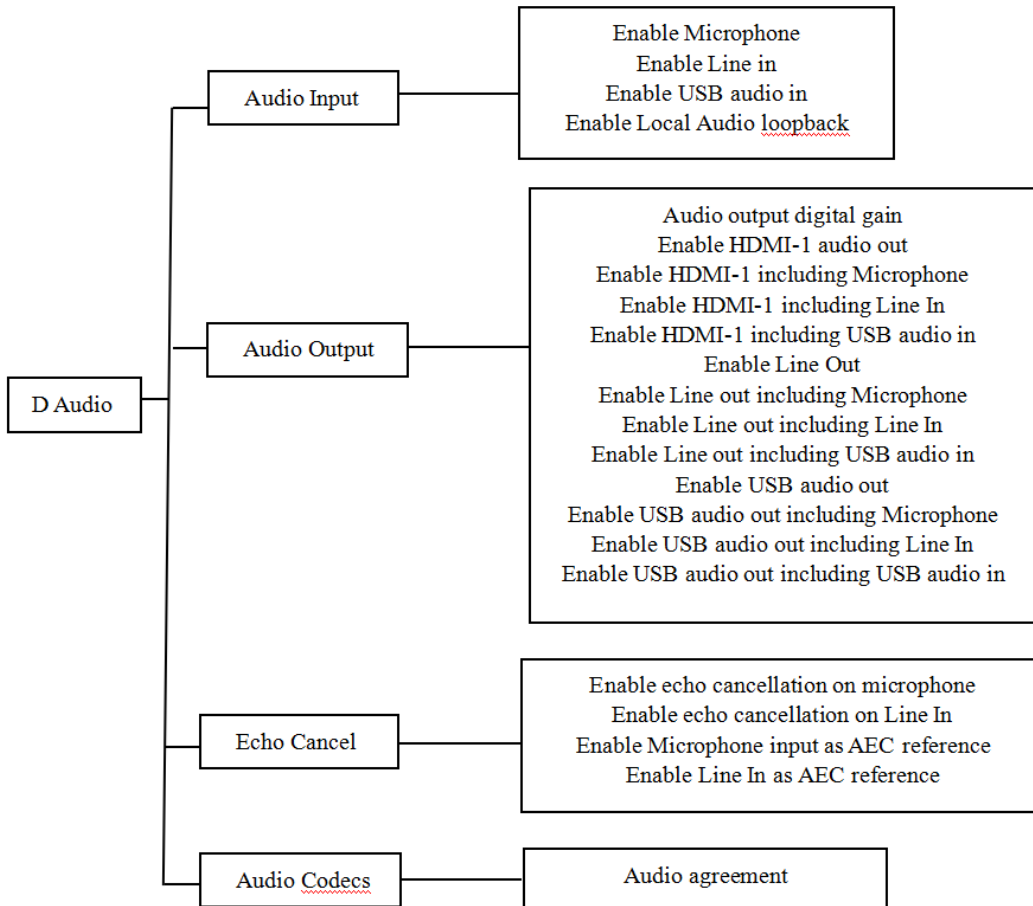 D Audio
Audio Input
Enable Microphone
Enable Line in
Enable USB audio in
Enable Local Audio loopback
Audio Output
Audio output digital gain
Enable HDMI-1 audio out
Enable HDMI-1 including Microphone
Enable HDMI-1 including Line In
Enable HDMI-1 including USB audio in
Enable Line Out
Enable Line out including Microphone
Enable Line out including Line In
Enable Line out including USB audio in
Enable USB audio out
Enable USB audio out including Microphone
Enable USB audio out including Line In
Enable USB audio out including USB audio in
Echo Cancel
Enable echo cancellation on microphone
Enable echo cancellation on Line In
Enable Microphone input as AEC reference
Enable Line In as AEC reference
Audio Codecs
Audio agreement